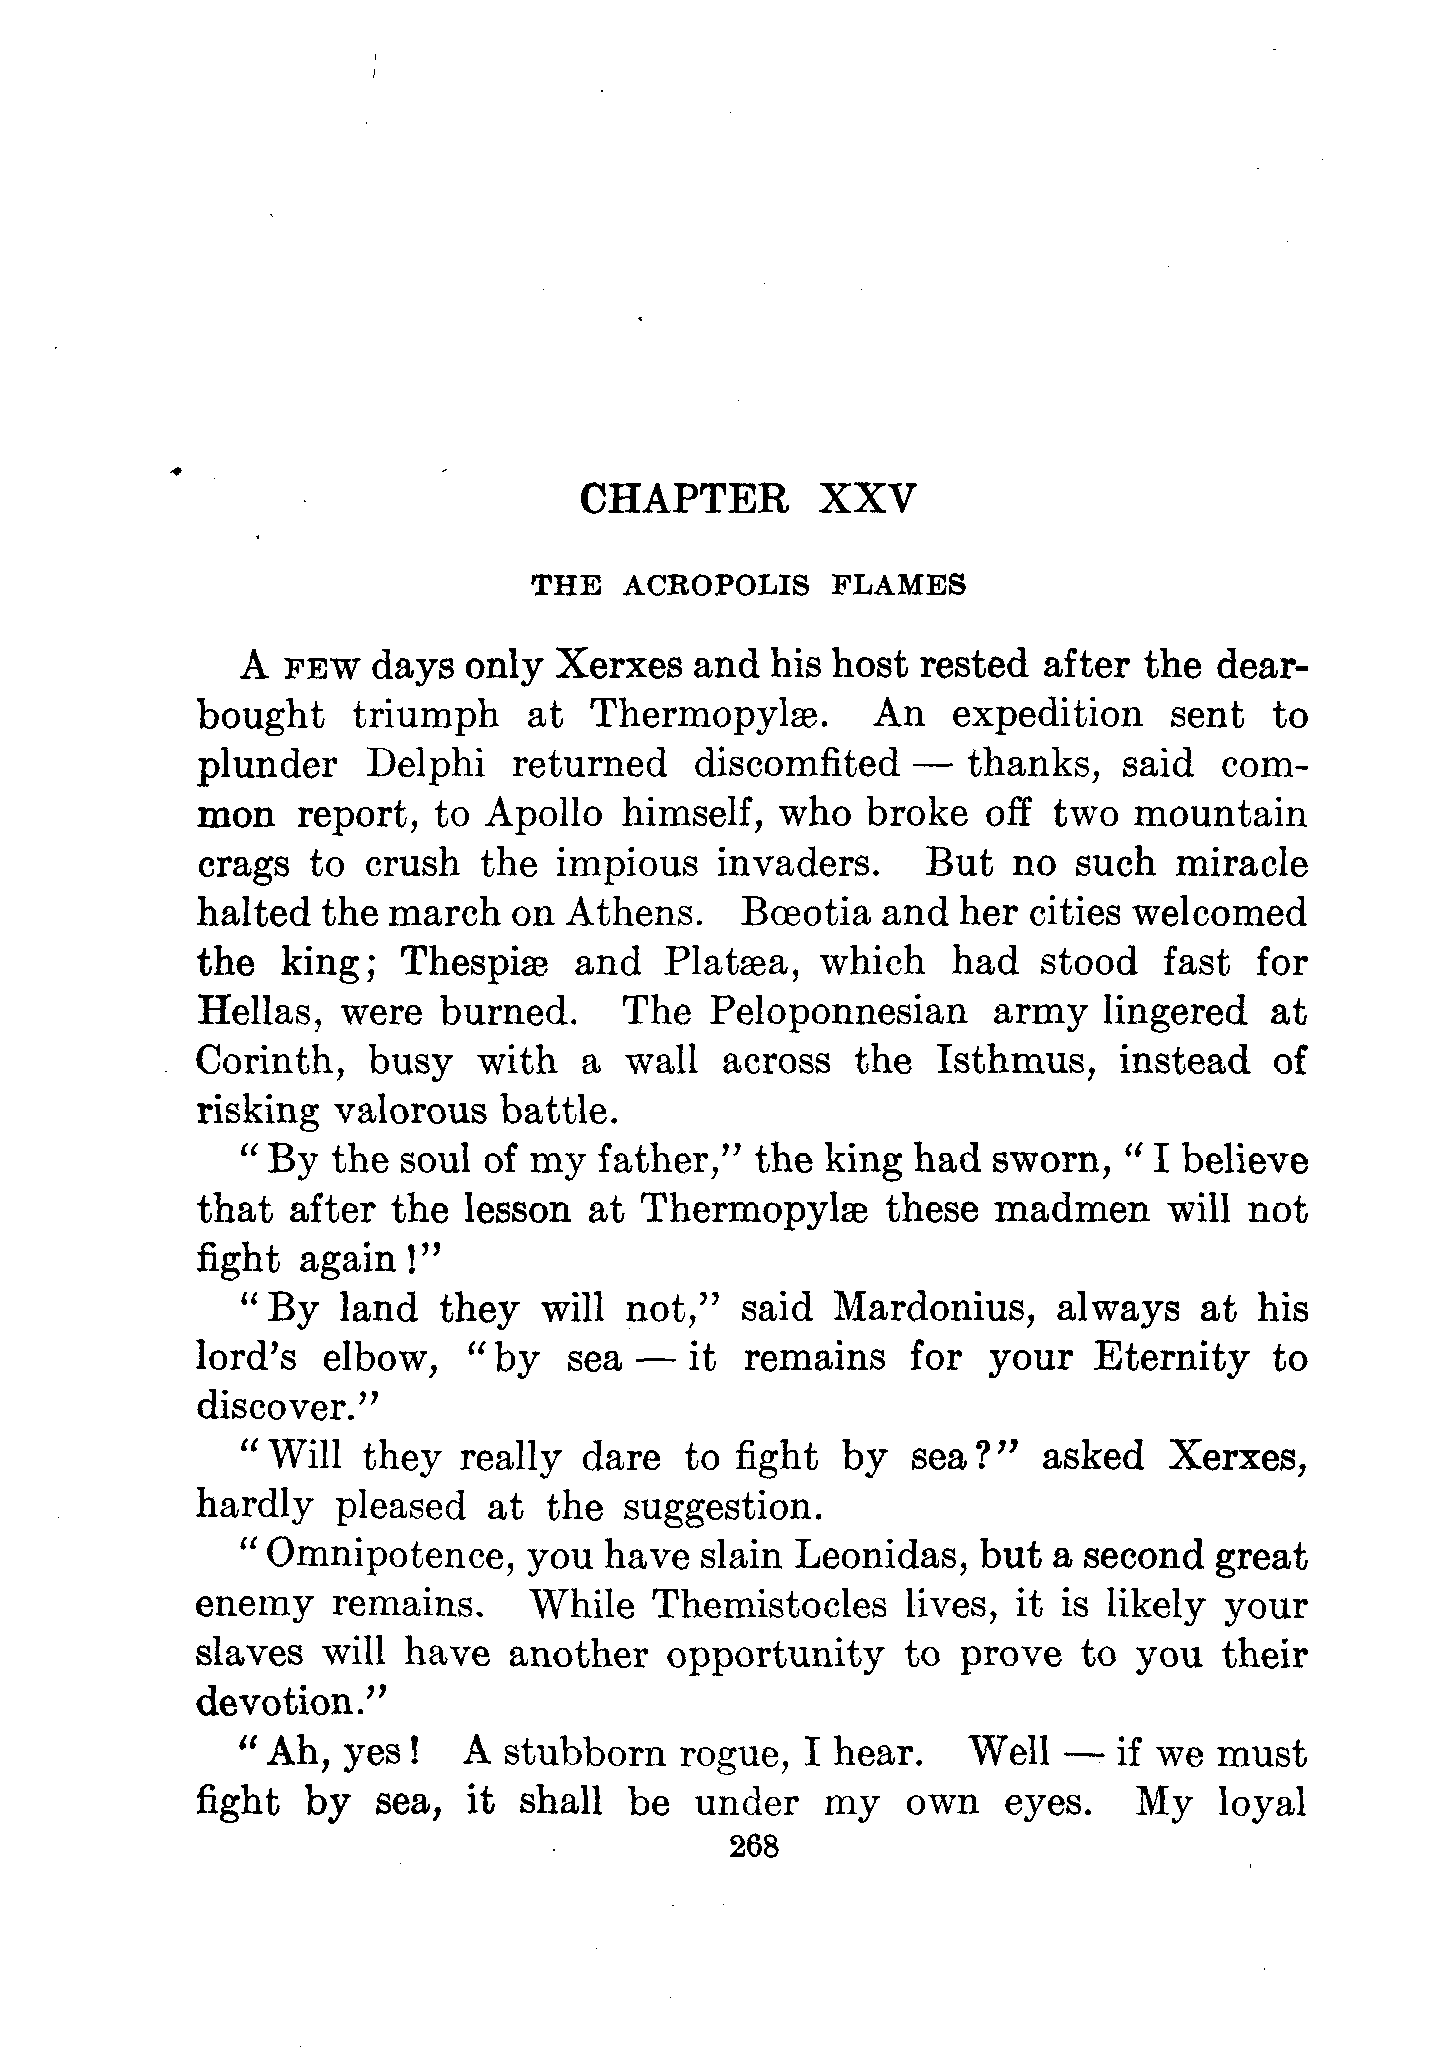 CHAPTER XXV
THE ACROPOLIS FLAMES
A FEW days only Xerxes and his host rested after the dear-
bought triumph at Thermopylæ. An expedition sent to
plunder Delphi returned discomfited — thanks, said com-
mon report, to Apollo himself, who broke off two mountain
crags to crush the impious invaders. But no such miracle
halted the march on Athens. Bœotia and her cities welcomed
the king; Thespiæ and Platæa, which had stood fast for
Hellas, were burned. The Peloponnesian army lingered at
Corinth, busy with a wall across the Isthmus, instead of
risking valorous battle.
"By the soul of my father," the king had sworn, "I believe
that after the lesson at Thermopylæ these madmen will not
fight again!"
"By land they will not," said Mardonius, always at his
lord's elbow, "by sea — it remains for your Eternity to
discover."
"Will they really dare to fight by sea?" asked Xerxes,
hardly pleased at the suggestion.
"Omnipotence, you have slain Leonidas, but a second great
enemy remains. While Themistocles lives, it is likely your
slaves will have another opportunity to prove to you their
devotion."
"Ah, yes! A stubborn rogue, I hear. Well — if we must
fight by sea, it shall be under my own eyes. My loyal
268